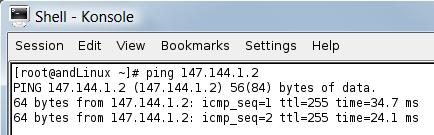 Shell - Konsole
Session Edit View Bookmarks Settings Help
[root@andLinux ~]# ping 147.144.1.2
PING 147.144.1.2 (147.144.1.2) 56(84) bytes of data.
64 bytes from 147.144.1.2: icmp_seq=1 ttl=255 time=34.7 ms
64 bytes from 147.144.1.2: icmp_seq=2 ttl=255 time=24.1 ms